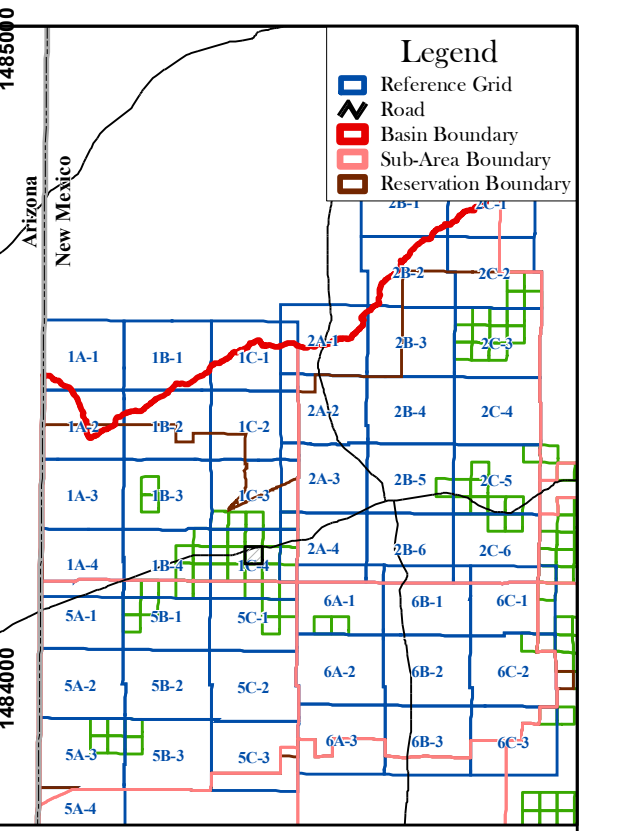 1485000
Legend
Reference Grid
Road
Basin Boundary
Sub-Area Boundary
Reservation Boundary
Arizona
New Mexico
2B-1
2C-1
2B-2
2C-2
2A-1
2B-3
2C-3
1A-1
1B-1
1C-1
2A-2
2B-4
2C-4
1A-2
1B-2
1C-2
2A-3
2B-5
2C-5
1A-3
1B-3
1C-3
2A-4
2B-6
2C-6
1A-4
1B-4
1C-4
6A-1
6B-1
6C-1
5A-1
5B-1
5C-1
6A-2
6B-2
6C-2
5A-2
5B-2
5C-2
1484000
6A-3
6B-3
6C-3
5A-3
5B-3
5C-3
5A-4